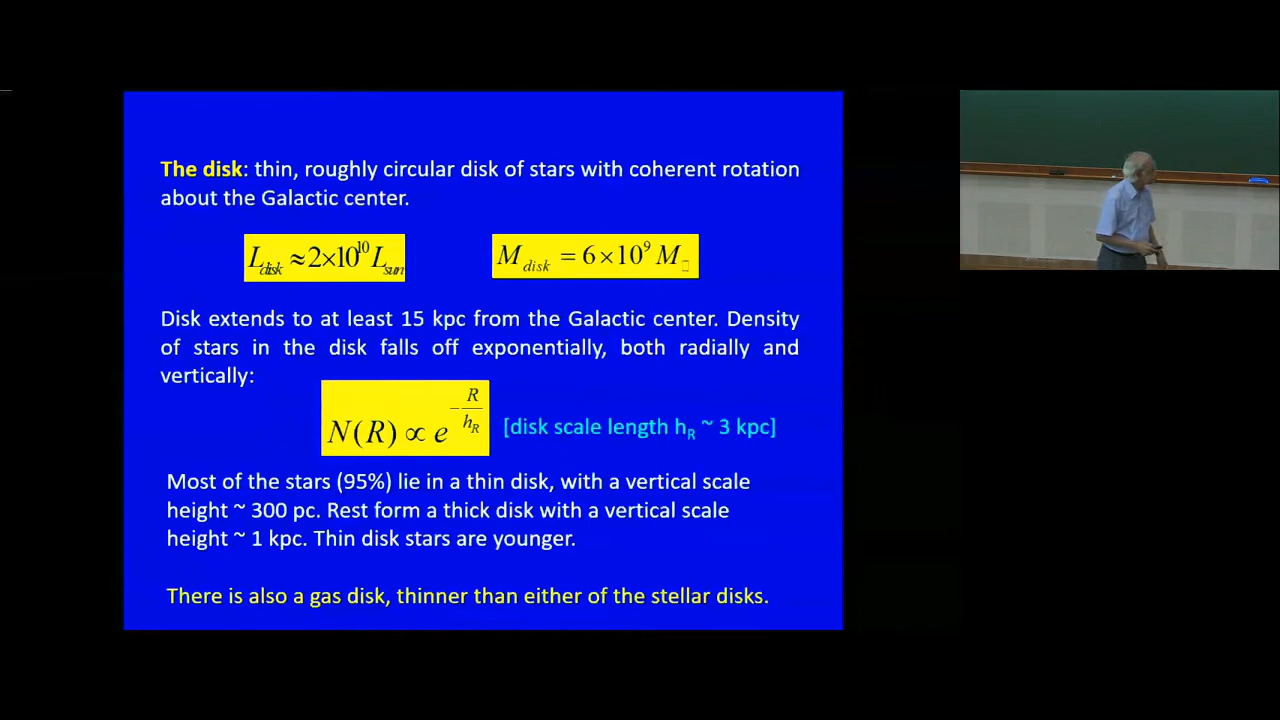 The disk: thin, roughly circular disk of stars with coherent rotation
about the Galactic center.
L_disk ≈ 2×10^10 L_sun
M_disk = 6×10^9 M_□
Disk extends to at least 15 kpc from the Galactic center. Density
of stars in the disk falls off exponentially, both radially and
vertically:
N(R) ∝ e^(-R/h_R)
[disk scale length h_R ~ 3 kpc]
Most of the stars (95%) lie in a thin disk, with a vertical scale
height ~ 300 pc. Rest form a thick disk with a vertical scale
height ~ 1 kpc. Thin disk stars are younger.
There is also a gas disk, thinner than either of the stellar disks.